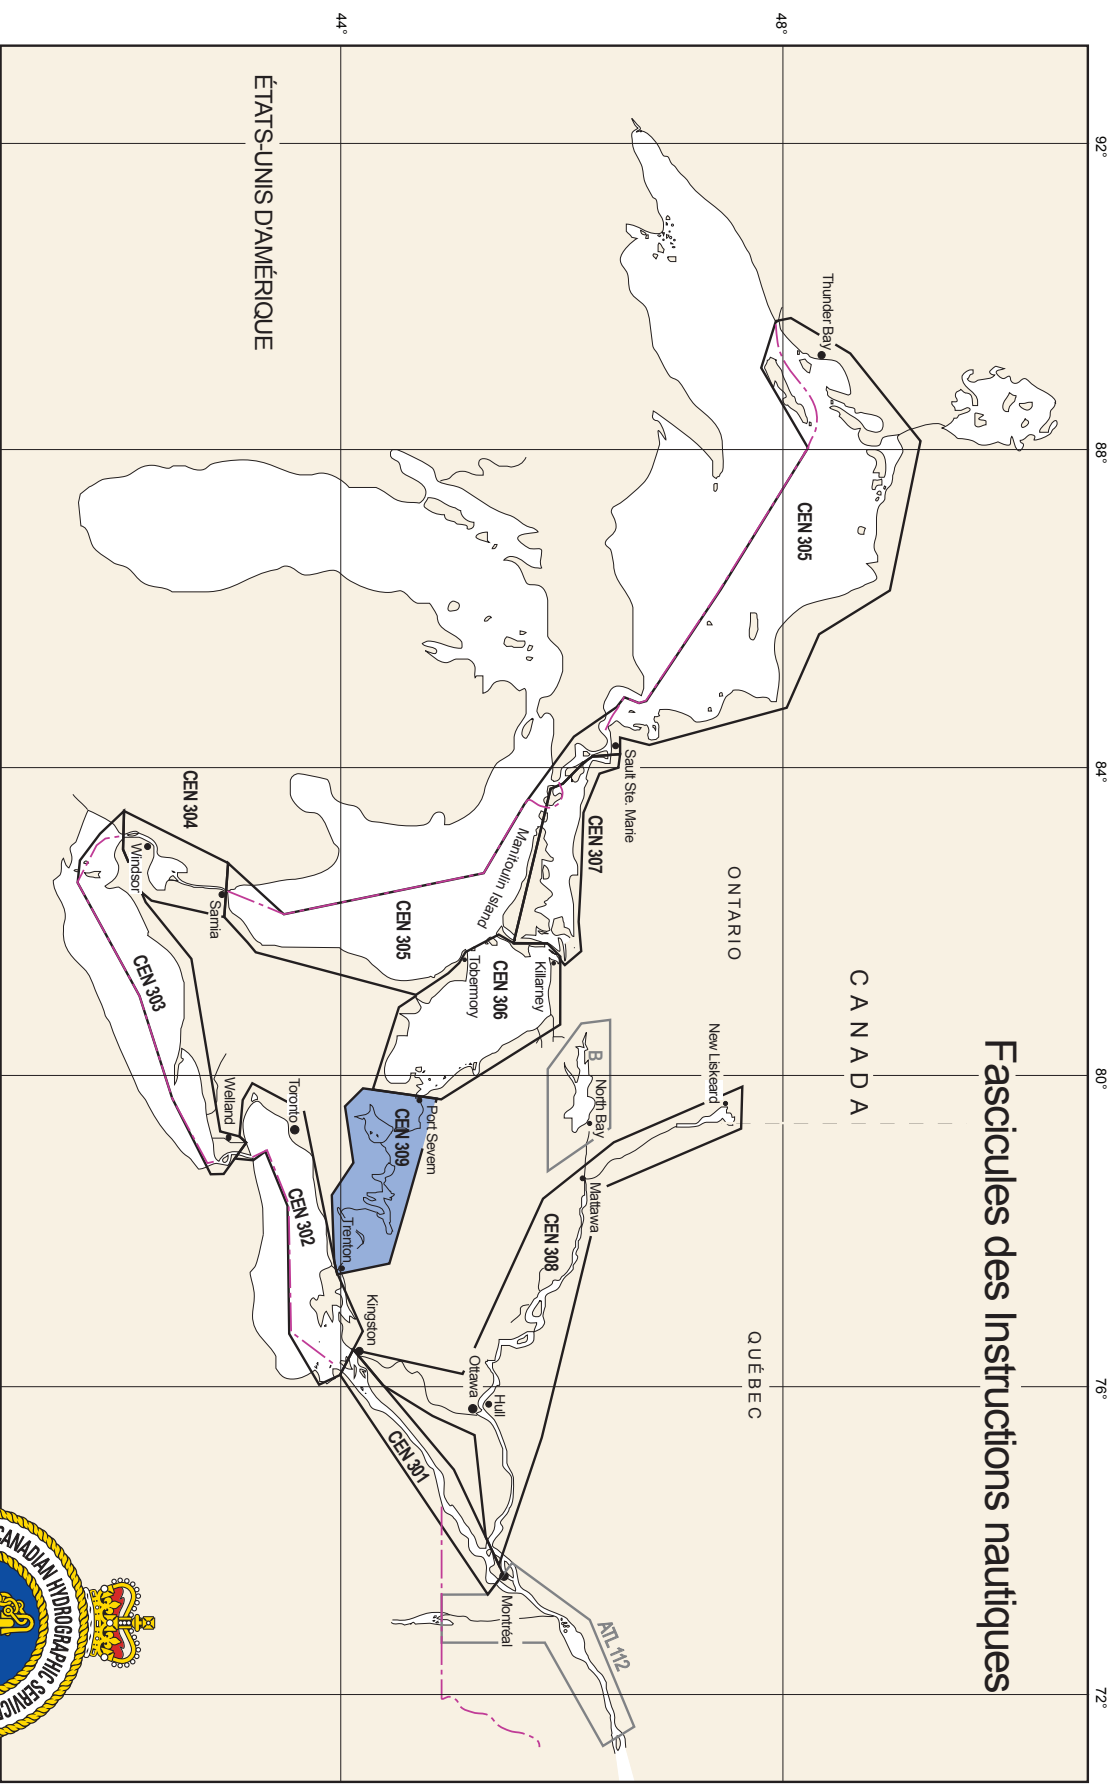 Fascicules des Instructions nautiques
92°
88°
84°
80°
76°
72°
48°
44°
CANADA
ONTARIO
QUÉBEC
ÉTATS-UNIS D'AMÉRIQUE
Thunder Bay
CEN 305
Sault Ste. Marie
CEN 307
Manitoulin Island
CEN 305
CEN 304
Windsor
Sarnia
CEN 303
Killarney
CEN 306
Tobermory
New Liskeard
B
North Bay
Mattawa
CEN 308
Port Severn
CEN 309
Trenton
Welland
Toronto
CEN 302
Kingston
Ottawa
Hull
CEN 301
Montréal
ATL 112
CANADIAN HYDROGRAPHIC SERVICE